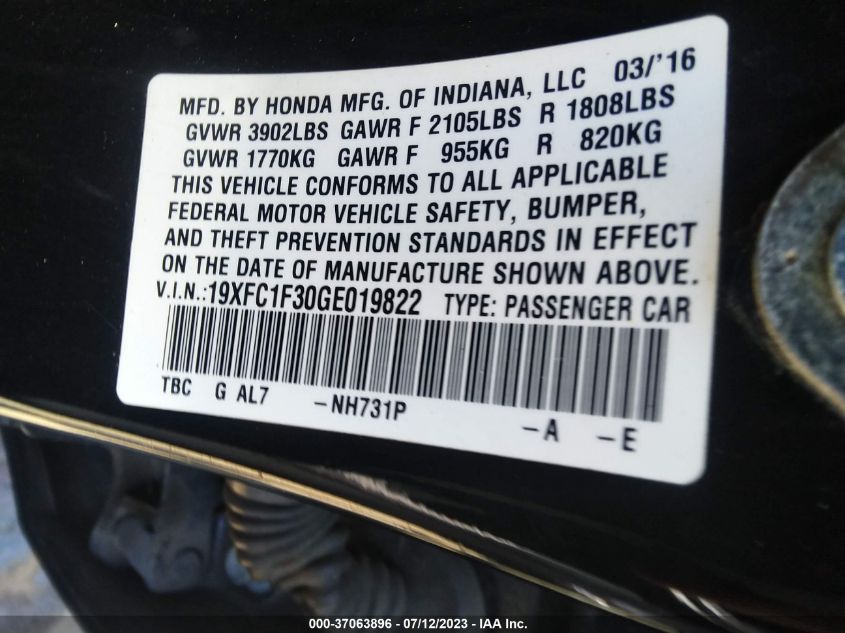 MFD. BY HONDA MFG. OF INDIANA, LLC 03/'16
GVWR 3902LBS GAWR F 2105LBS R 1808LBS
GVWR 1770KG GAWR F 955KG R 820KG
THIS VEHICLE CONFORMS TO ALL APPLICABLE
FEDERAL MOTOR VEHICLE SAFETY, BUMPER,
AND THEFT PREVENTION STANDARDS IN EFFECT
ON THE DATE OF MANUFACTURE SHOWN ABOVE.
V.I.N.:19XFC1F30GE019822 TYPE: PASSENGER CAR
TBC G AL7 -NH731P -A -E
000-37063896 - 07/12/2023 - IAA Inc.